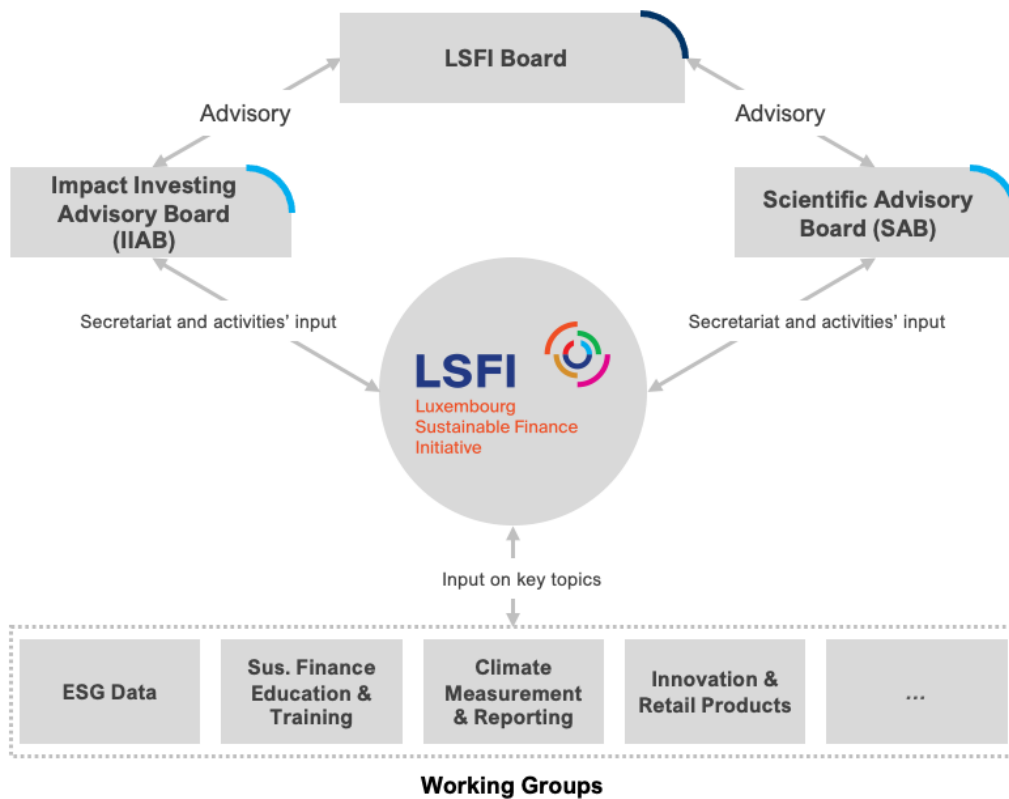 LSFI Board
Advisory
Advisory
Impact Investing
Advisory Board
(IIAB)
Scientific Advisory
Board (SAB)
Secretariat and activities’ input
Secretariat and activities’ input
LSFI
Luxembourg
Sustainable Finance
Initiative
Input on key topics
ESG Data
Sus. Finance
Education &
Training
Climate
Measurement
& Reporting
Innovation &
Retail Products
...
Working Groups